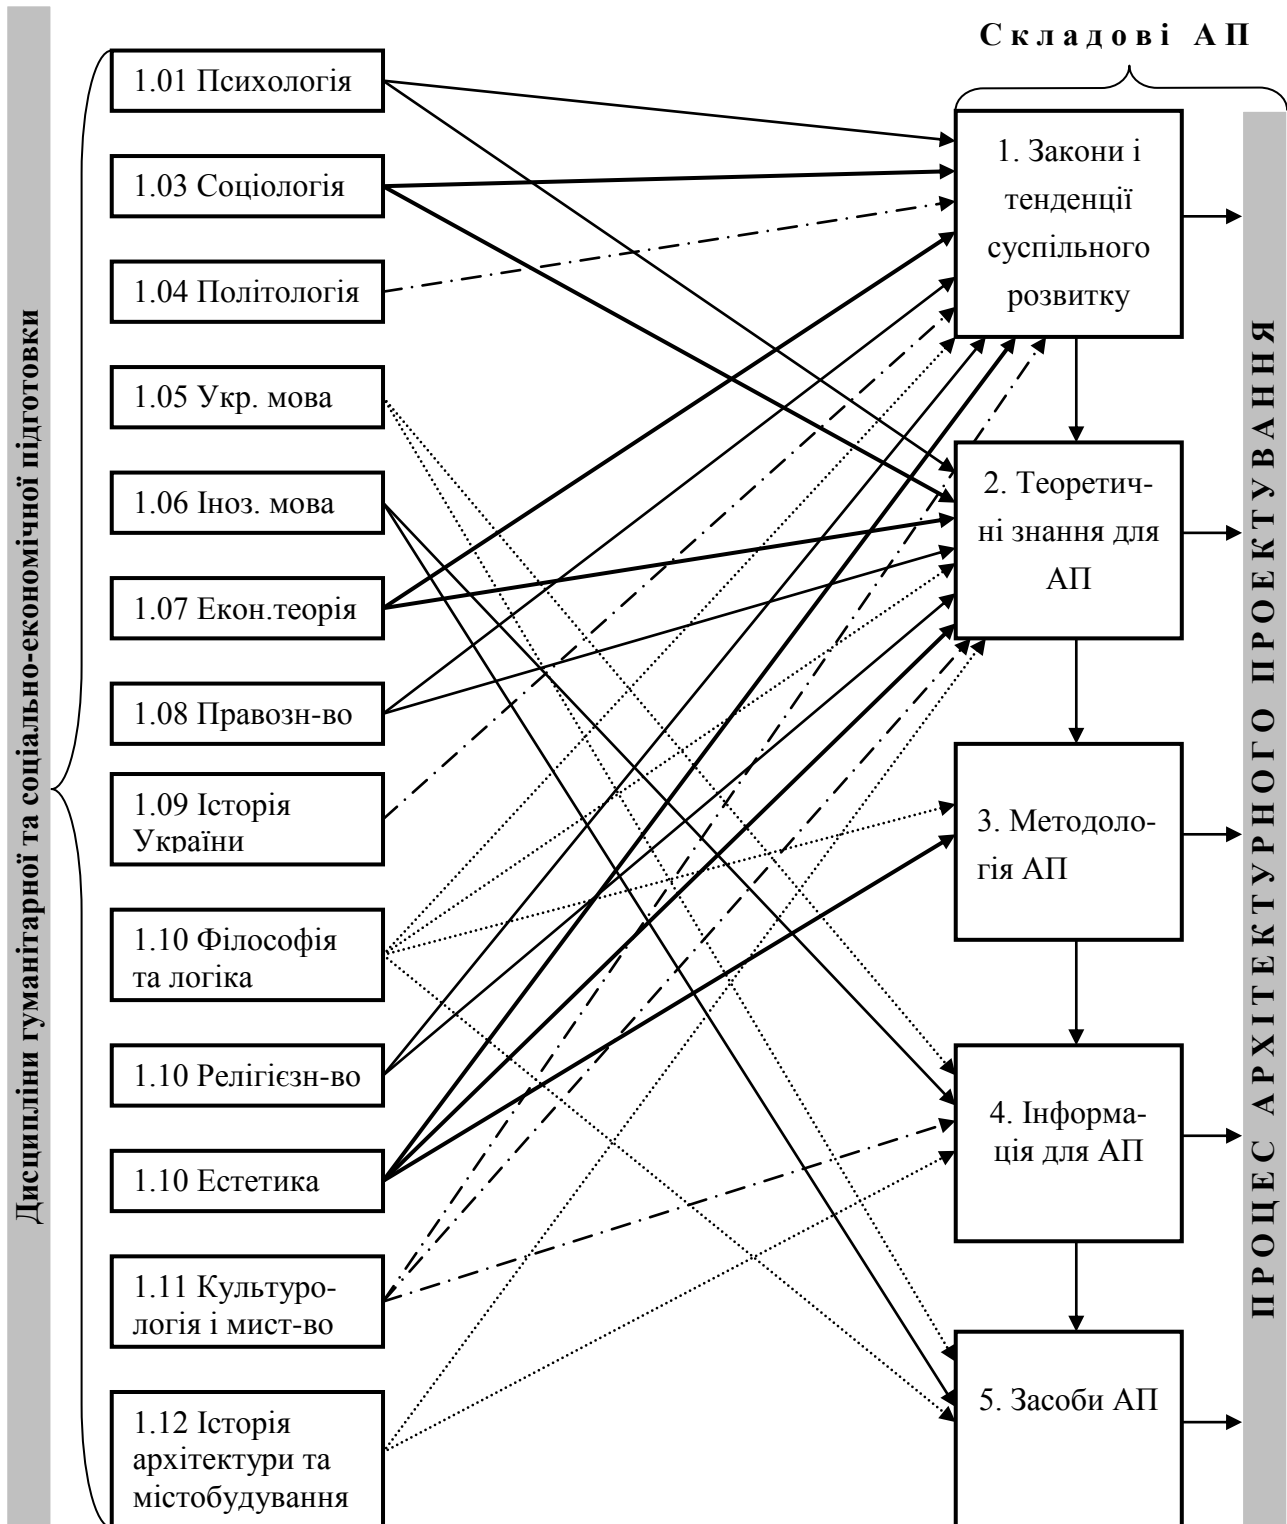 Дисципліни гуманітарної та соціально-економічної підготовки
1.01 Психологія
1.03 Соціологія
1.04 Політологія
1.05 Укр. мова
1.06 Іноз. мова
1.07 Екон.теорія
1.08 Правозн-во
1.09 Історія
України
1.10 Філософія
та логіка
1.10 Релігієзн-во
1.10 Естетика
1.11 Культуро-
логія і мист-во
1.12 Історія
архітектури та
містобудування
Складові АП
1. Закони і
тенденції
суспільного
розвитку
2. Теоретич-
ні знання для
АП
3. Методоло-
гія АП
4. Інформа-
ція для АП
5. Засоби АП
ПРОЦЕС АРХІТЕКТУРНОГО ПРОЕКТУВАННЯ